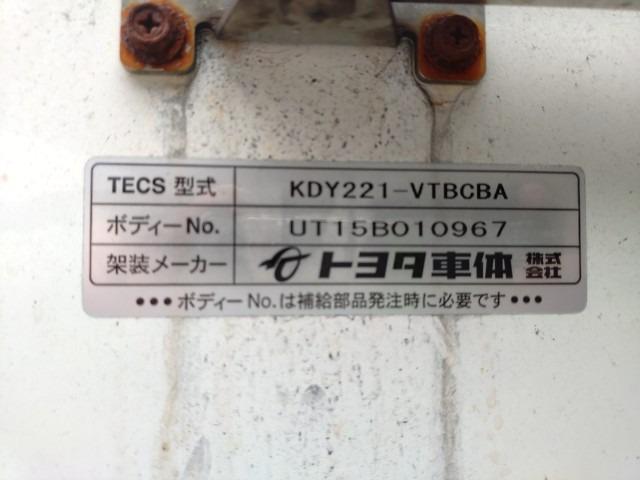 TECS 型式 KDY221-VTBCBA
ボディーNo. UT15B010967
架装メーカー トヨタ車体 株式会社
●●● ボディーNo.は補給部品発注時に必要です ●●●